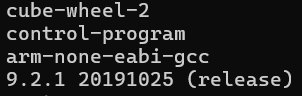 cube-wheel-2
control-program
arm-none-eabi-gcc
9.2.1 20191025 (release)